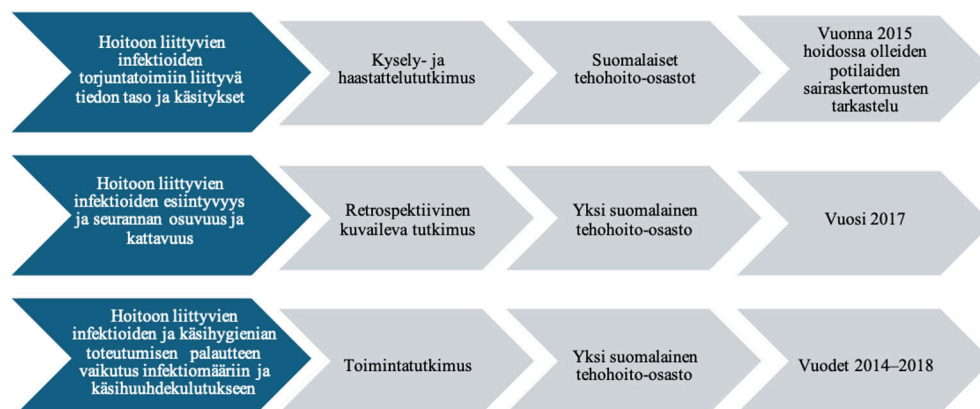 Hoitoon liittyvien
infektioiden
torjuntatoimiin liittyvä
tiedon taso ja käsitykset
Kysely- ja
haastattelututkimus
Suomalaiset
tehohoito-osastot
Vuonna 2015
hoidossa olleiden
potilaiden
sairaskertomusten
tarkastelu
Hoitoon liittyvien
infektioiden esiintyvyys
ja seurannan osuvuus ja
kattavuus
Retrospektiivinen
kuvaileva tutkimus
Yksi suomalainen
tehohoito-osasto
Vuosi 2017
Hoitoon liittyvien
infektioiden ja käsihygienian
toteutumisen palautteen
vaikutus infektiomääriin ja
käsihuuhdekulutukseen
Toimintatutkimus
Yksi suomalainen
tehohoito-osasto
Vuodet 2014–2018